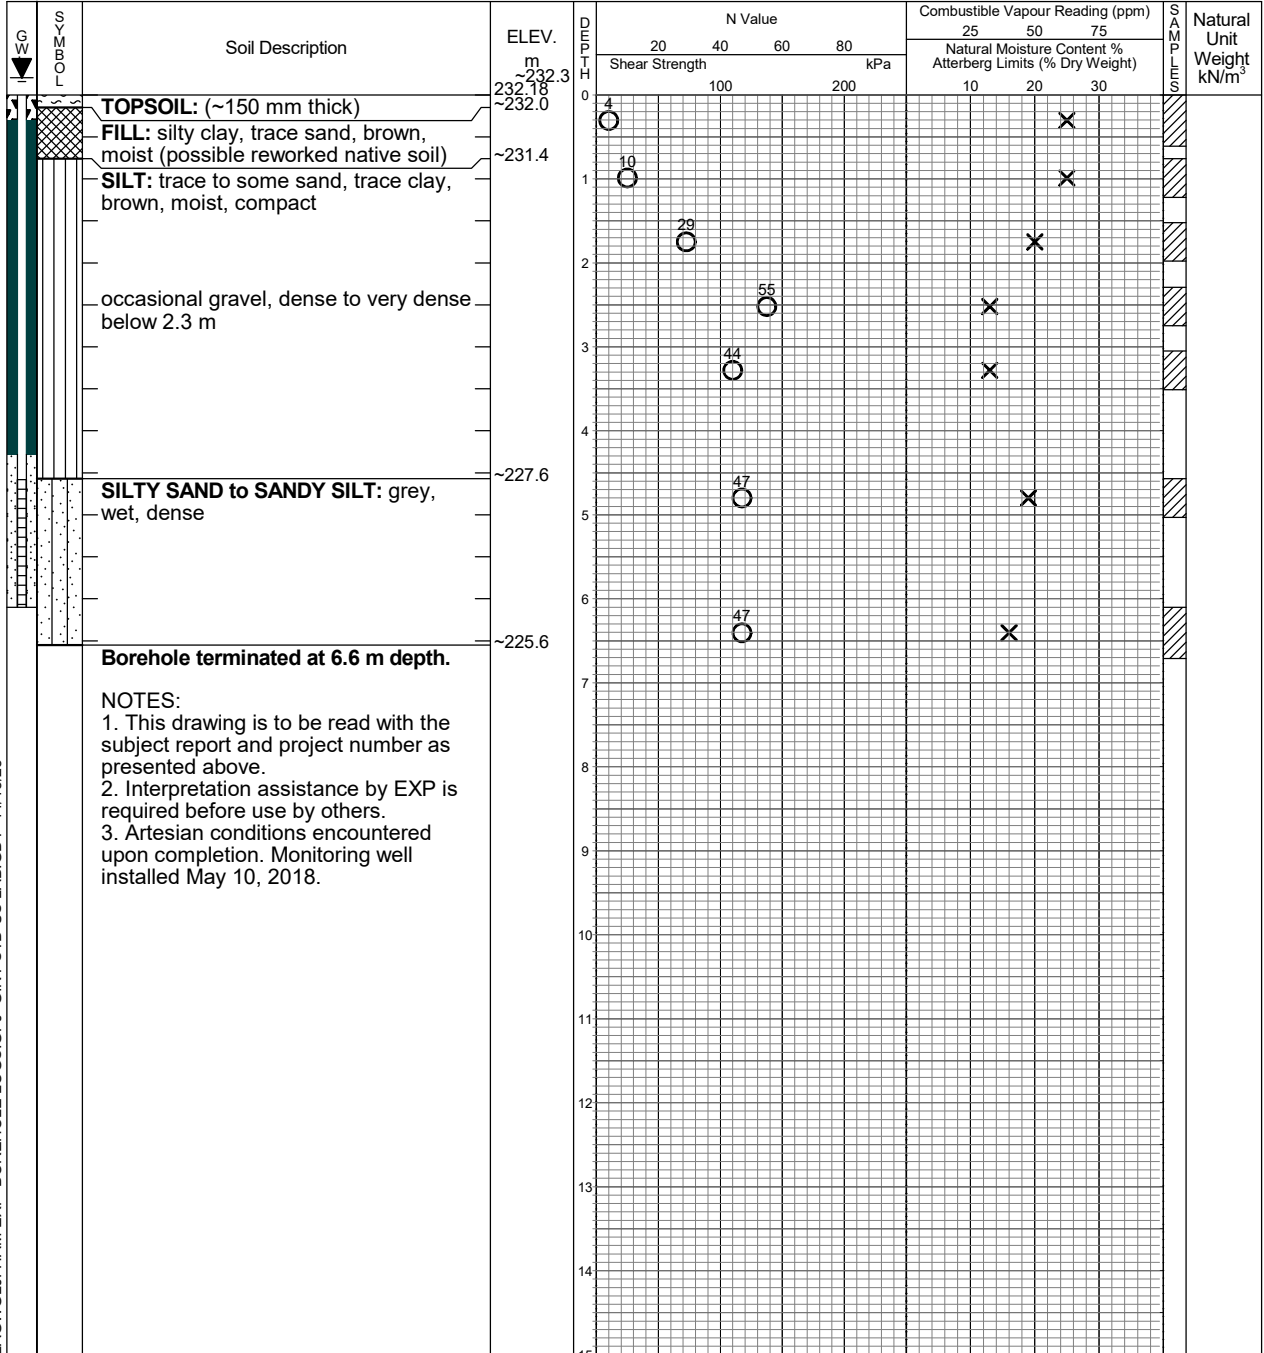 GW
SYMBOL
Soil Description
ELEV.
m
~232.3
232.18
DEPTH
N Value
20 40 60 80
Shear Strength kPa
100 200
Combustible Vapour Reading (ppm)
25 50 75
Natural Moisture Content %
Atterberg Limits (% Dry Weight)
10 20 30
SAMPLES
Natural
Unit
Weight
kN/m³
0
TOPSOIL: (~150 mm thick)
~232.0
4
FILL: silty clay, trace sand, brown,
moist (possible reworked native soil)
~231.4
10
SILT: trace to some sand, trace clay,
brown, moist, compact
1
29
2
occasional gravel, dense to very dense
below 2.3 m
55
3
44
4
~227.6
SILTY SAND to SANDY SILT: grey,
wet, dense
47
5
6
47
~225.6
Borehole terminated at 6.6 m depth.
7
NOTES:
1. This drawing is to be read with the
subject report and project number as
presented above.
2. Interpretation assistance by EXP is
required before use by others.
3. Artesian conditions encountered
upon completion. Monitoring well
installed May 10, 2018.
8
9
10
11
12
13
14